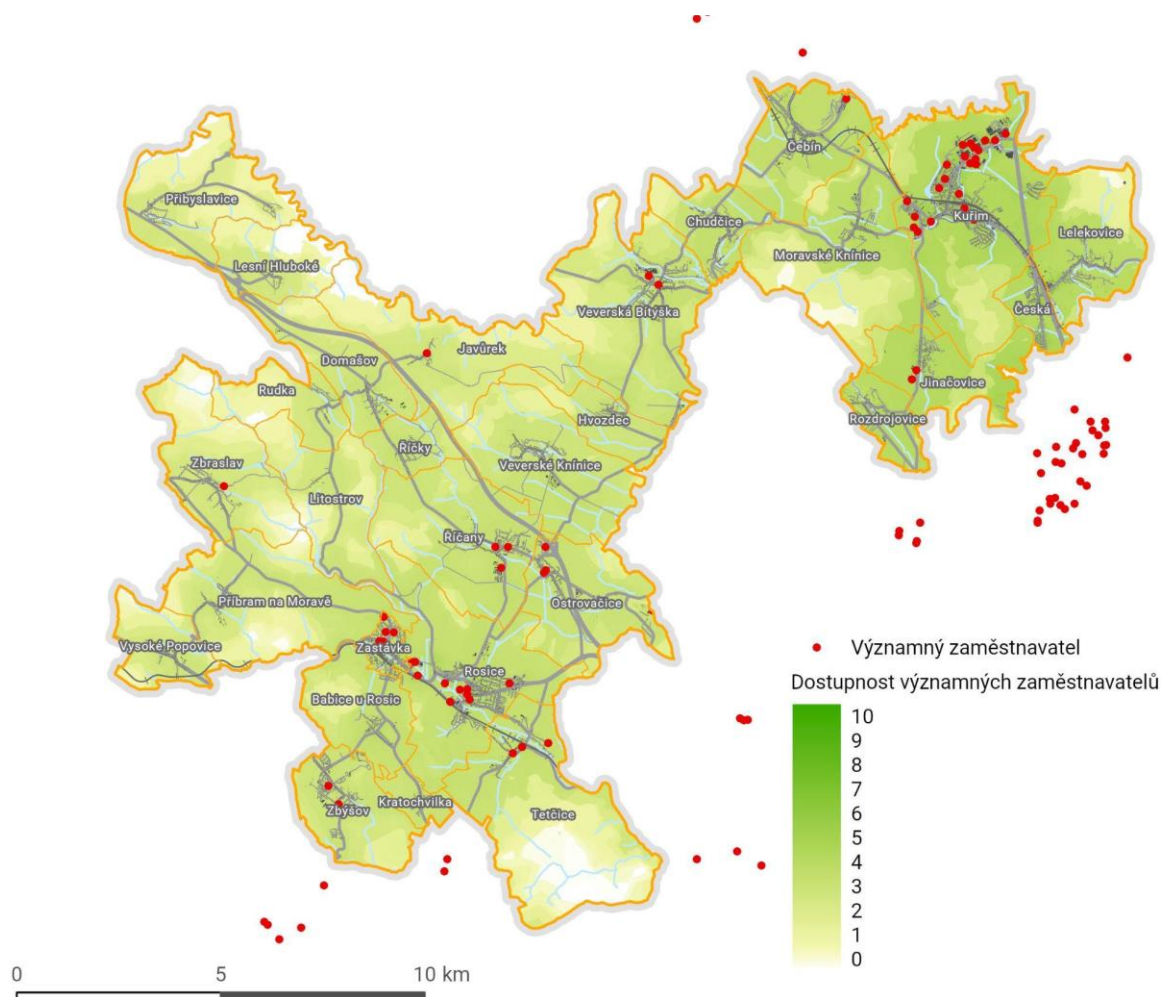 Čebín
Přibyslavice
Kuřim
Chudčice
Lelekovice
Moravské Knínice
Lesní Hluboké
Česká
Veverská Bítýška
Javůrek
Domašov
Jinačovice
Rudka
Hvozdec
Rozdrojovice
Říčky
Zbraslav
Veverské Knínice
Litostrov
Říčany
Příbram na Moravě
Ostrovačice
Vysoké Popovice
Zastávka
Významný zaměstnavatel
Rosice
Dostupnost významných zaměstnavatelů
Babice u Rosic
10
9
8
7
6
5
4
3
2
1
0
Zbýšov
Kratochvilka
Tetčice
0 5 10 km